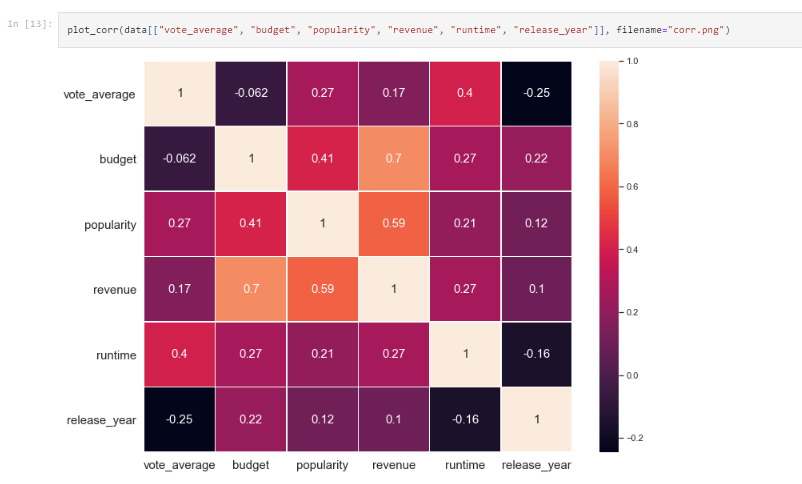 In [13]: plot_corr(data[["vote_average", "budget", "popularity", "revenue", "runtime", "release_year"]], filename="corr.png")
vote_average 1 -0.062 0.27 0.17 0.4 -0.25
budget -0.062 1 0.41 0.7 0.27 0.22
popularity 0.27 0.41 1 0.59 0.21 0.12
revenue 0.17 0.7 0.59 1 0.27 0.1
runtime 0.4 0.27 0.21 0.27 1 -0.16
release_year -0.25 0.22 0.12 0.1 -0.16 1
vote_average budget popularity revenue runtime release_year
1.0
0.8
0.6
0.4
0.2
0.0
-0.2